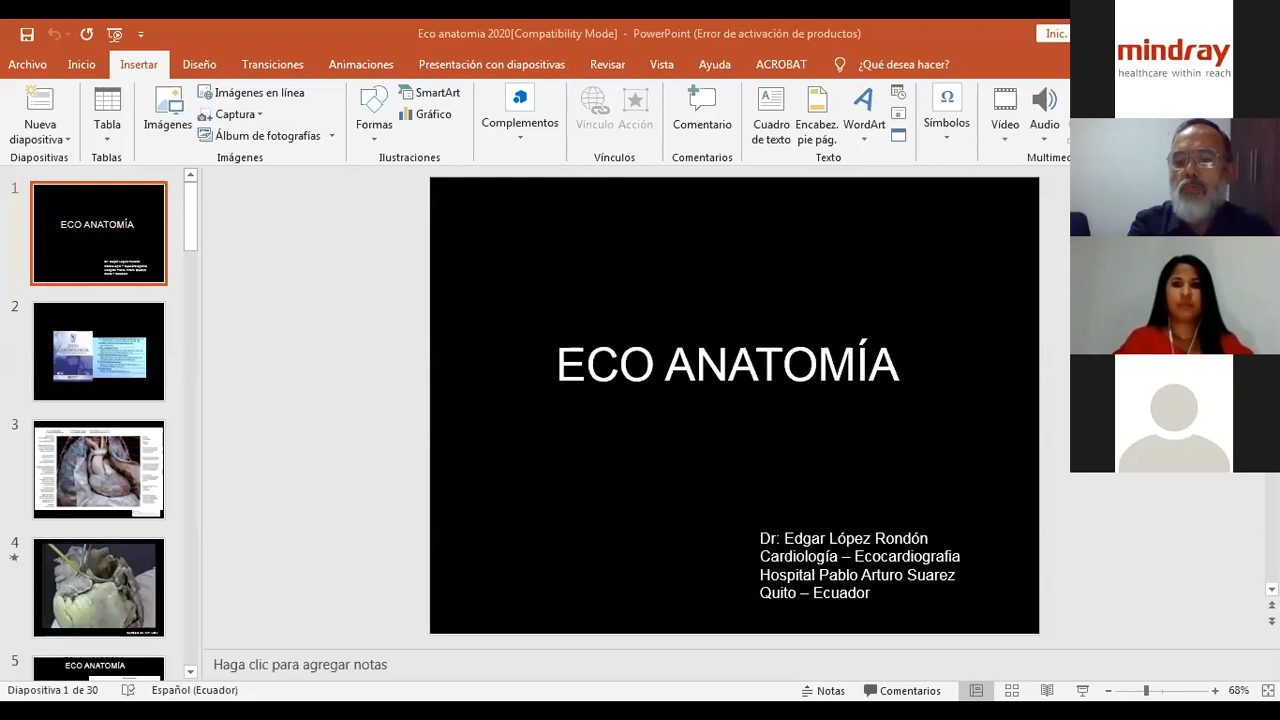 Eco anatomia 2020[Compatibility Mode] - PowerPoint (Error de activación de productos)
Inic.
Archivo Inicio Insertar Diseño Transiciones Animaciones Presentación con diapositivas Revisar Vista Ayuda ACROBAT ¿Qué desea hacer?
Nueva diapositiva
Diapositivas
Tabla
Tablas
Imágenes
Imágenes en línea
Captura
Álbum de fotografías
Imágenes
Formas
SmartArt
Gráfico
Ilustraciones
Complementos
Vínculo
Acción
Vínculos
Comentario
Comentarios
Cuadro de texto
Encabez. pie pág.
WordArt
Texto
Símbolos
Vídeo
Audio
Multimed
mindray
healthcare within reach
1
ECO ANATOMÍA
2
3
4
5
ECO ANATOMÍA
ECO ANATOMÍA
Dr: Edgar López Rondón
Cardiología – Ecocardiografia
Hospital Pablo Arturo Suarez
Quito – Ecuador
Haga clic para agregar notas
Diapositiva 1 de 30
Español (Ecuador)
Notas
Comentarios
68%